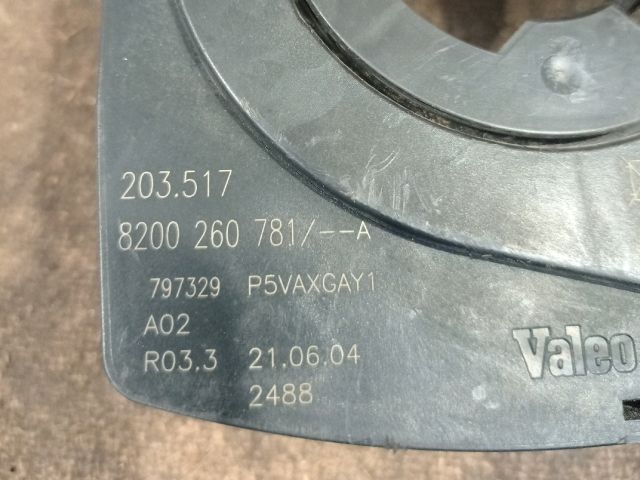 203.517
8200 260 781/--A
797329 P5VAXGAY1
A02
R03.3 21.06.04
2488
Valeo